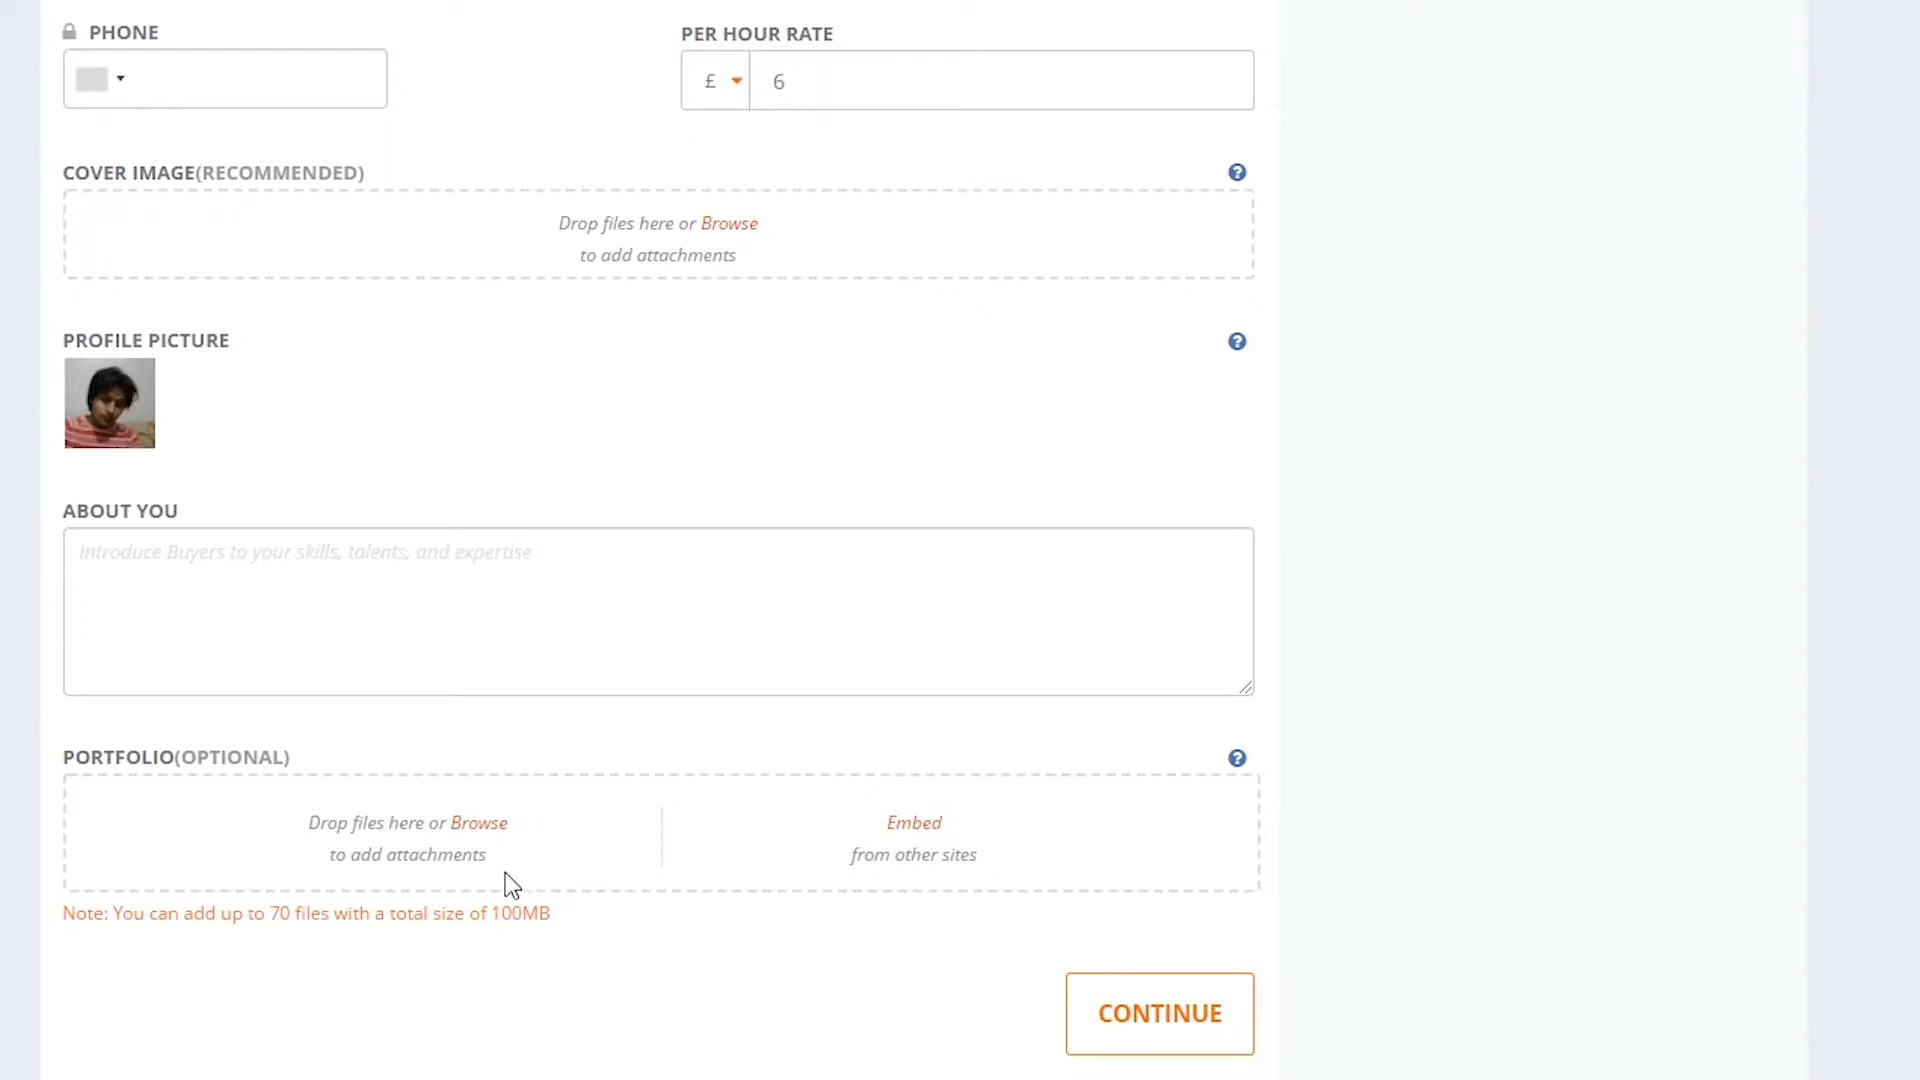 PHONE
PER HOUR RATE
£ 6
COVER IMAGE(RECOMMENDED)
Drop files here or Browse
to add attachments
PROFILE PICTURE
ABOUT YOU
Introduce Buyers to your skills, talents, and expertise
PORTFOLIO(OPTIONAL)
Drop files here or Browse
to add attachments
Embed
from other sites
Note: You can add up to 70 files with a total size of 100MB
CONTINUE